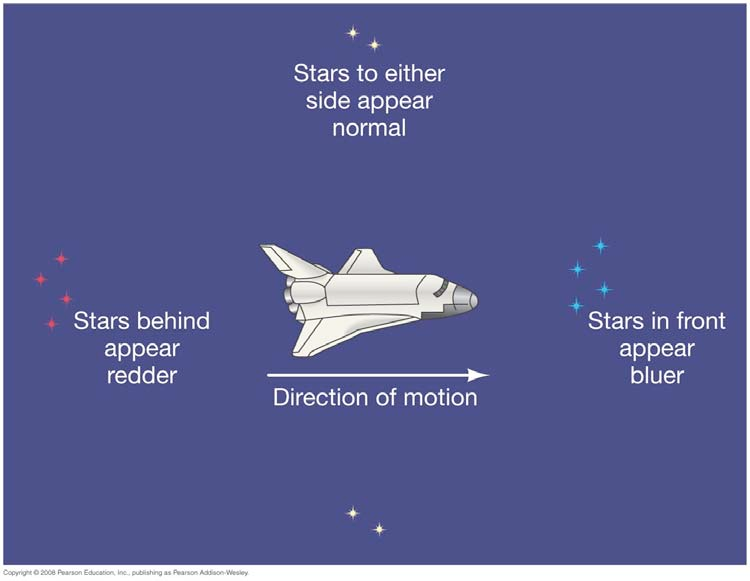 Stars to either
side appear
normal
Stars behind
appear
redder
Stars in front
appear
bluer
Direction of motion
Copyright © 2008 Pearson Education, Inc., publishing as Pearson Addison-Wesley.